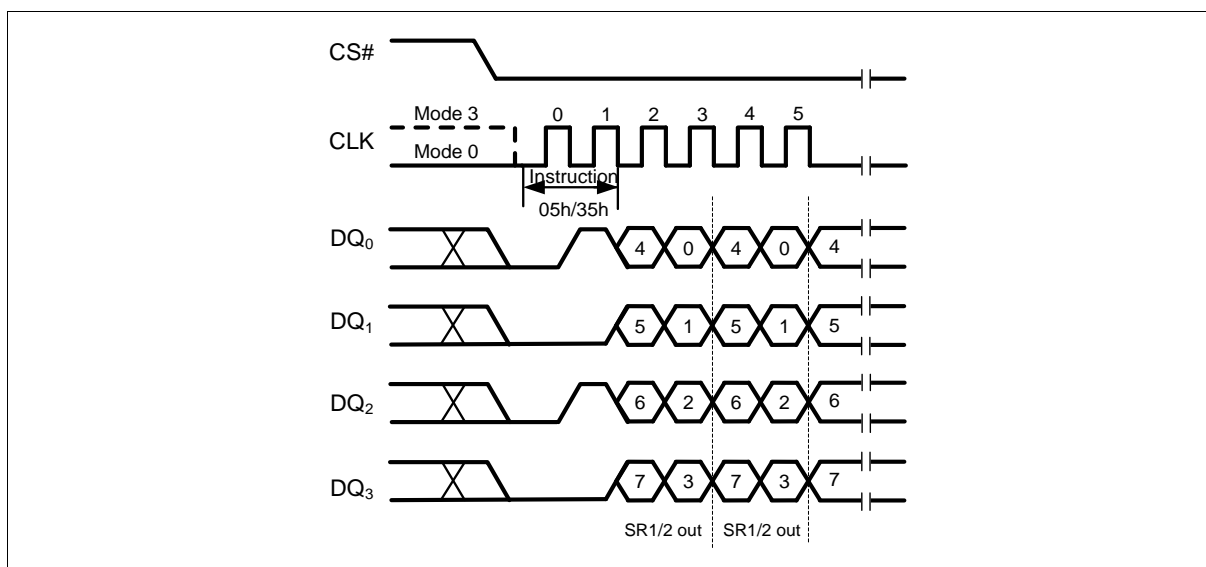 CS#
Mode 3 0 1 2 3 4 5
CLK
Mode 0
Instruction
05h/35h
DQ0 4 0 4 0 4
DQ1 5 1 5 1 5
DQ2 6 2 6 2 6
DQ3 7 3 7 3 7
SR1/2 out SR1/2 out